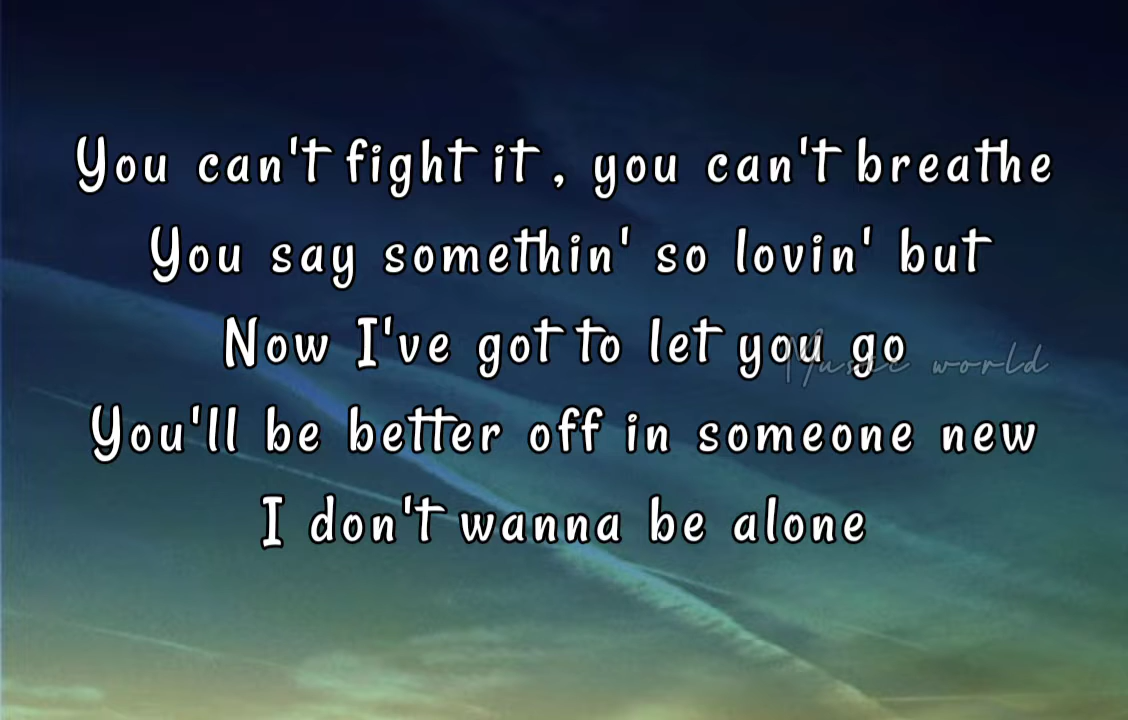 You can't fight it, you can't breathe
You say somethin' so lovin' but
Now I've got to let you go
Music world
You'll be better off in someone new
I don't wanna be alone